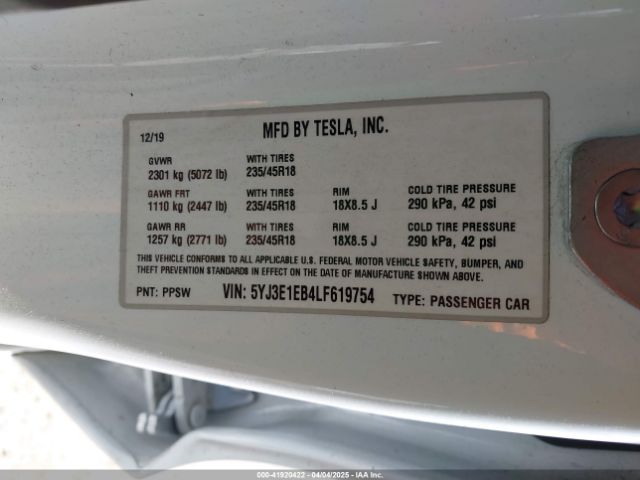 12/19 MFD BY TESLA, INC.
GVWR WITH TIRES
2301 kg (5072 lb) 235/45R18
GAWR FRT WITH TIRES RIM COLD TIRE PRESSURE
1110 kg (2447 lb) 235/45R18 18X8.5 J 290 kPa, 42 psi
GAWR RR WITH TIRES RIM COLD TIRE PRESSURE
1257 kg (2771 lb) 235/45R18 18X8.5 J 290 kPa, 42 psi
THIS VEHICLE CONFORMS TO ALL APPLICABLE U.S. FEDERAL MOTOR VEHICLE SAFETY, BUMPER, AND
THEFT PREVENTION STANDARDS IN EFFECT ON THE DATE OF MANUFACTURE SHOWN ABOVE.
PNT: PPSW VIN: 5YJ3E1EB4LF619754 TYPE: PASSENGER CAR
000-41920422 - 04/04/2025 - IAAI.COM